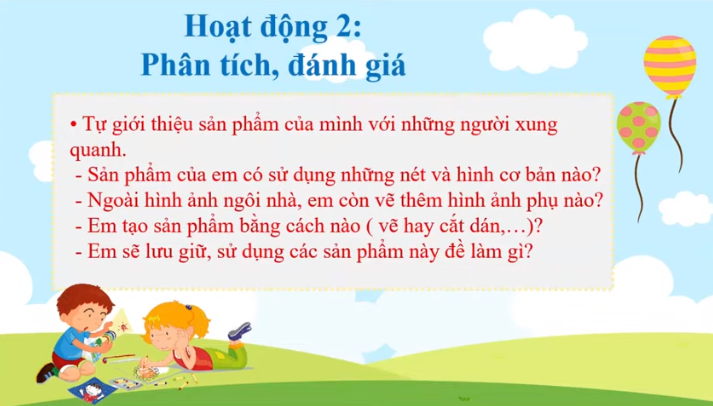 Hoạt động 2:
Phân tích, đánh giá
• Tự giới thiệu sản phẩm của mình với những người xung
quanh.
- Sản phẩm của em có sử dụng những nét và hình cơ bản nào?
- Ngoài hình ảnh ngôi nhà, em còn vẽ thêm hình ảnh phụ nào?
- Em tạo sản phẩm bằng cách nào ( vẽ hay cắt dán,…)?
- Em sẽ lưu giữ, sử dụng các sản phẩm này đề làm gì?